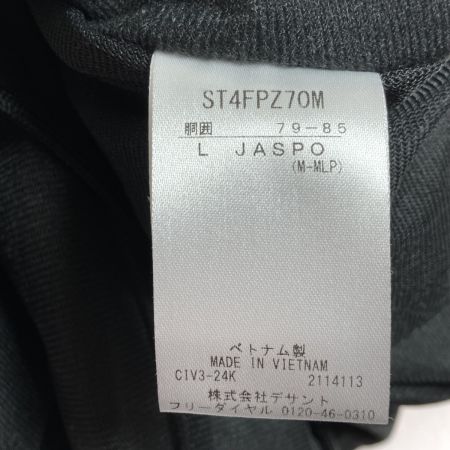 ST4FPZ70M
胴囲 79-85
L JASPO
(M-MLP)
ベトナム製
MADE IN VIETNAM
CIV3-24K 2114113
株式会社デサント
フリーダイヤル 0120-46-0310